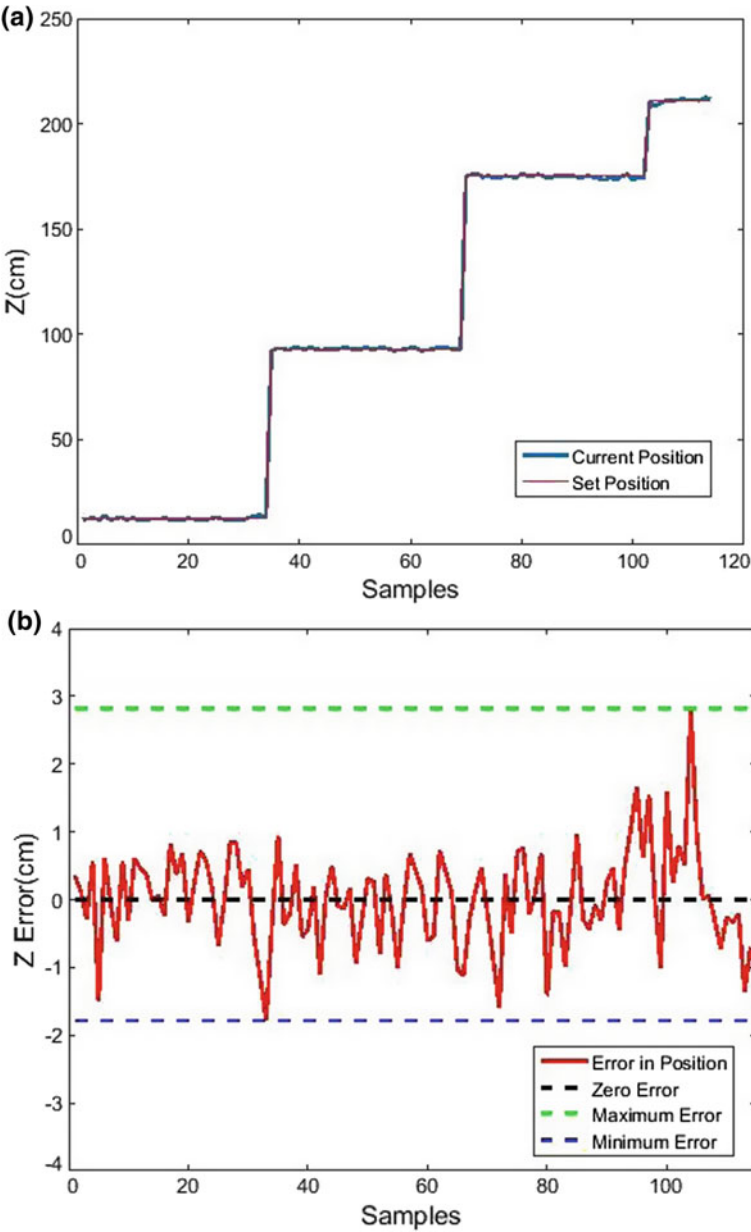 (a)
250
200
150
100
50
0
Z(cm)
Current Position
Set Position
0 20 40 60 80 100 120
Samples
(b)
4
3
2
1
0
-1
-2
-3
-4
Z Error(cm)
Error in Position
Zero Error
Maximum Error
Minimum Error
0 20 40 60 80 100
Samples